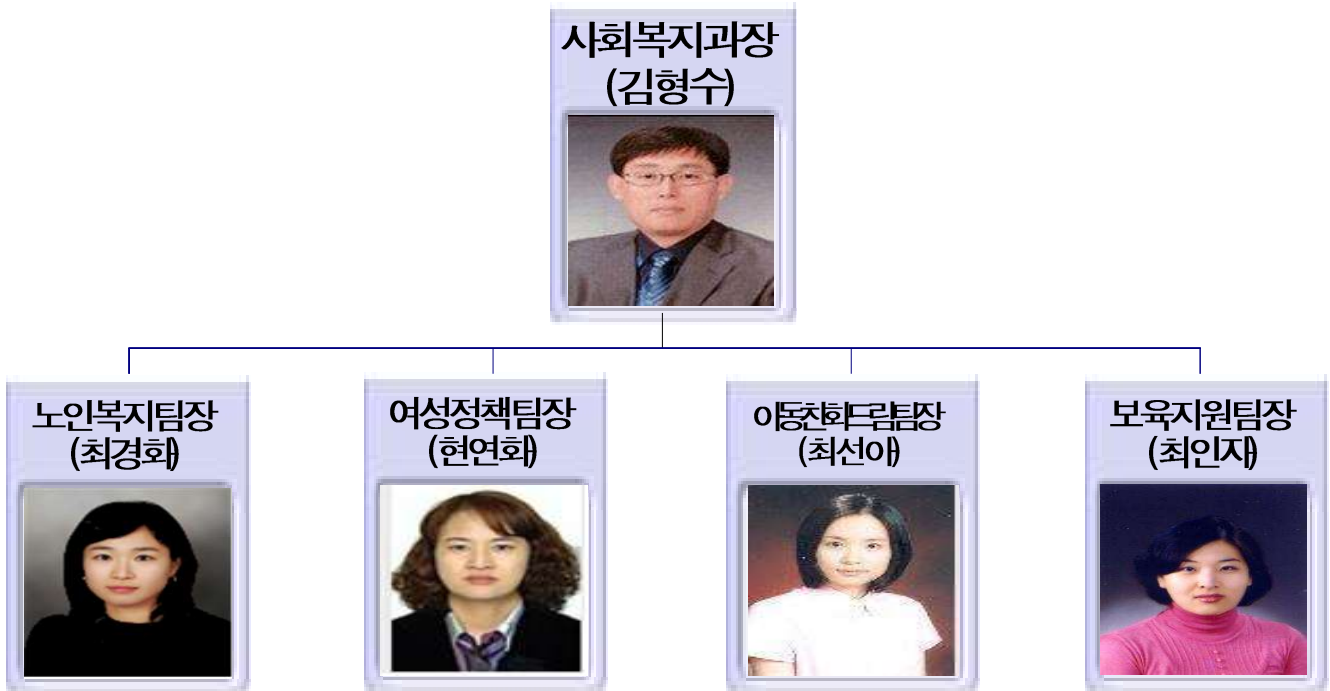 사회복지과장
(김형수)
노인복지팀장
(최경화)
여성정책팀장
(현연화)
아동친화드림팀장
(최선아)
보육지원팀장
(최인자)